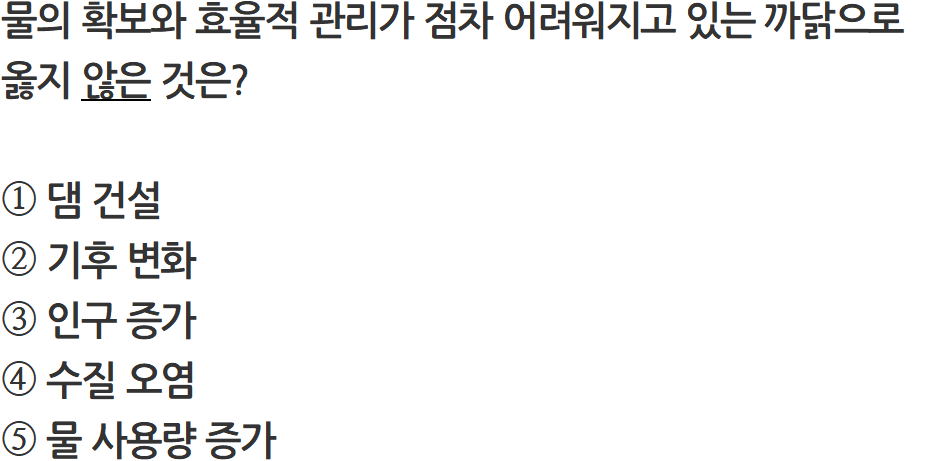 물의 확보와 효율적 관리가 점차 어려워지고 있는 까닭으로
옳지 않은 것은?
① 댐 건설
② 기후 변화
③ 인구 증가
④ 수질 오염
⑤ 물 사용량 증가